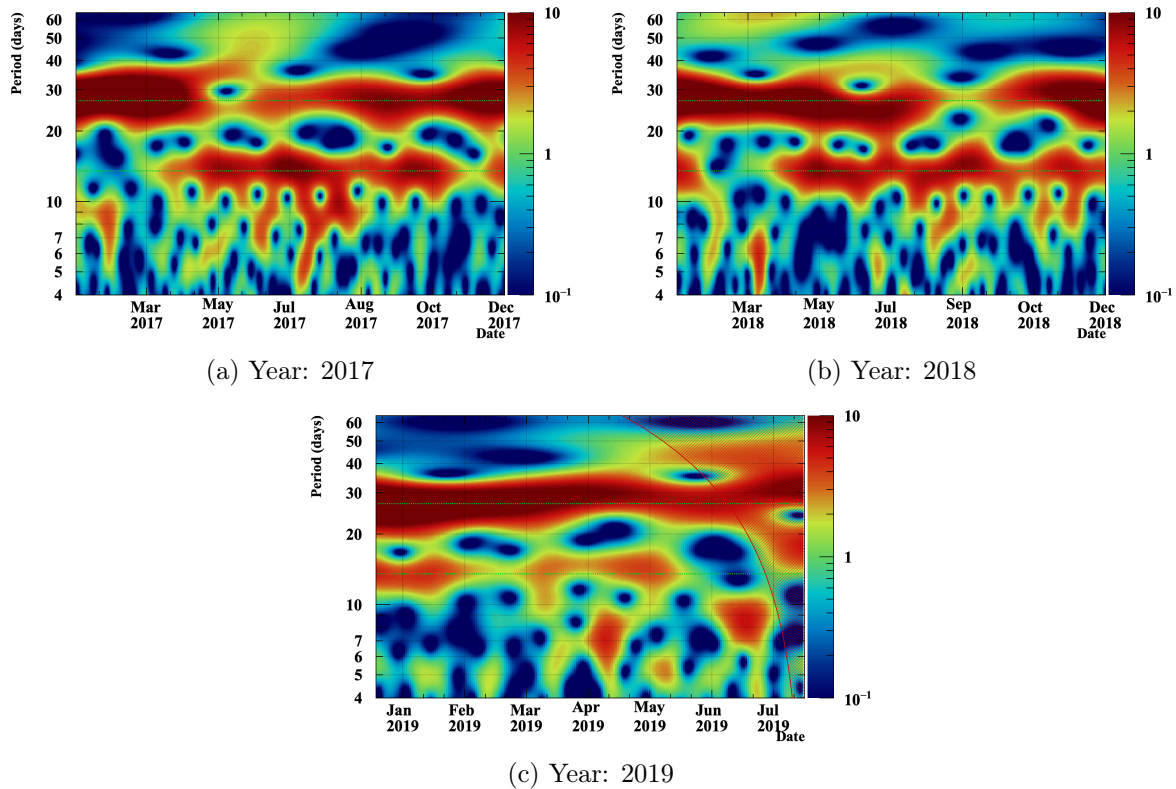 Period (days)
60
50
40
30
20
10
7
6
5
4
10
1
10⁻¹
Mar May Jul Aug Oct Dec
2017 2017 2017 2017 2017 2017
Date
(a) Year: 2017
Period (days)
60
50
40
30
20
10
7
6
5
4
10
1
10⁻¹
Mar May Jul Sep Oct Dec
2018 2018 2018 2018 2018 2018
Date
(b) Year: 2018
Period (days)
60
50
40
30
20
10
7
6
5
4
10
1
10⁻¹
Jan Feb Mar Apr May Jun Jul
2019 2019 2019 2019 2019 2019 2019
Date
(c) Year: 2019